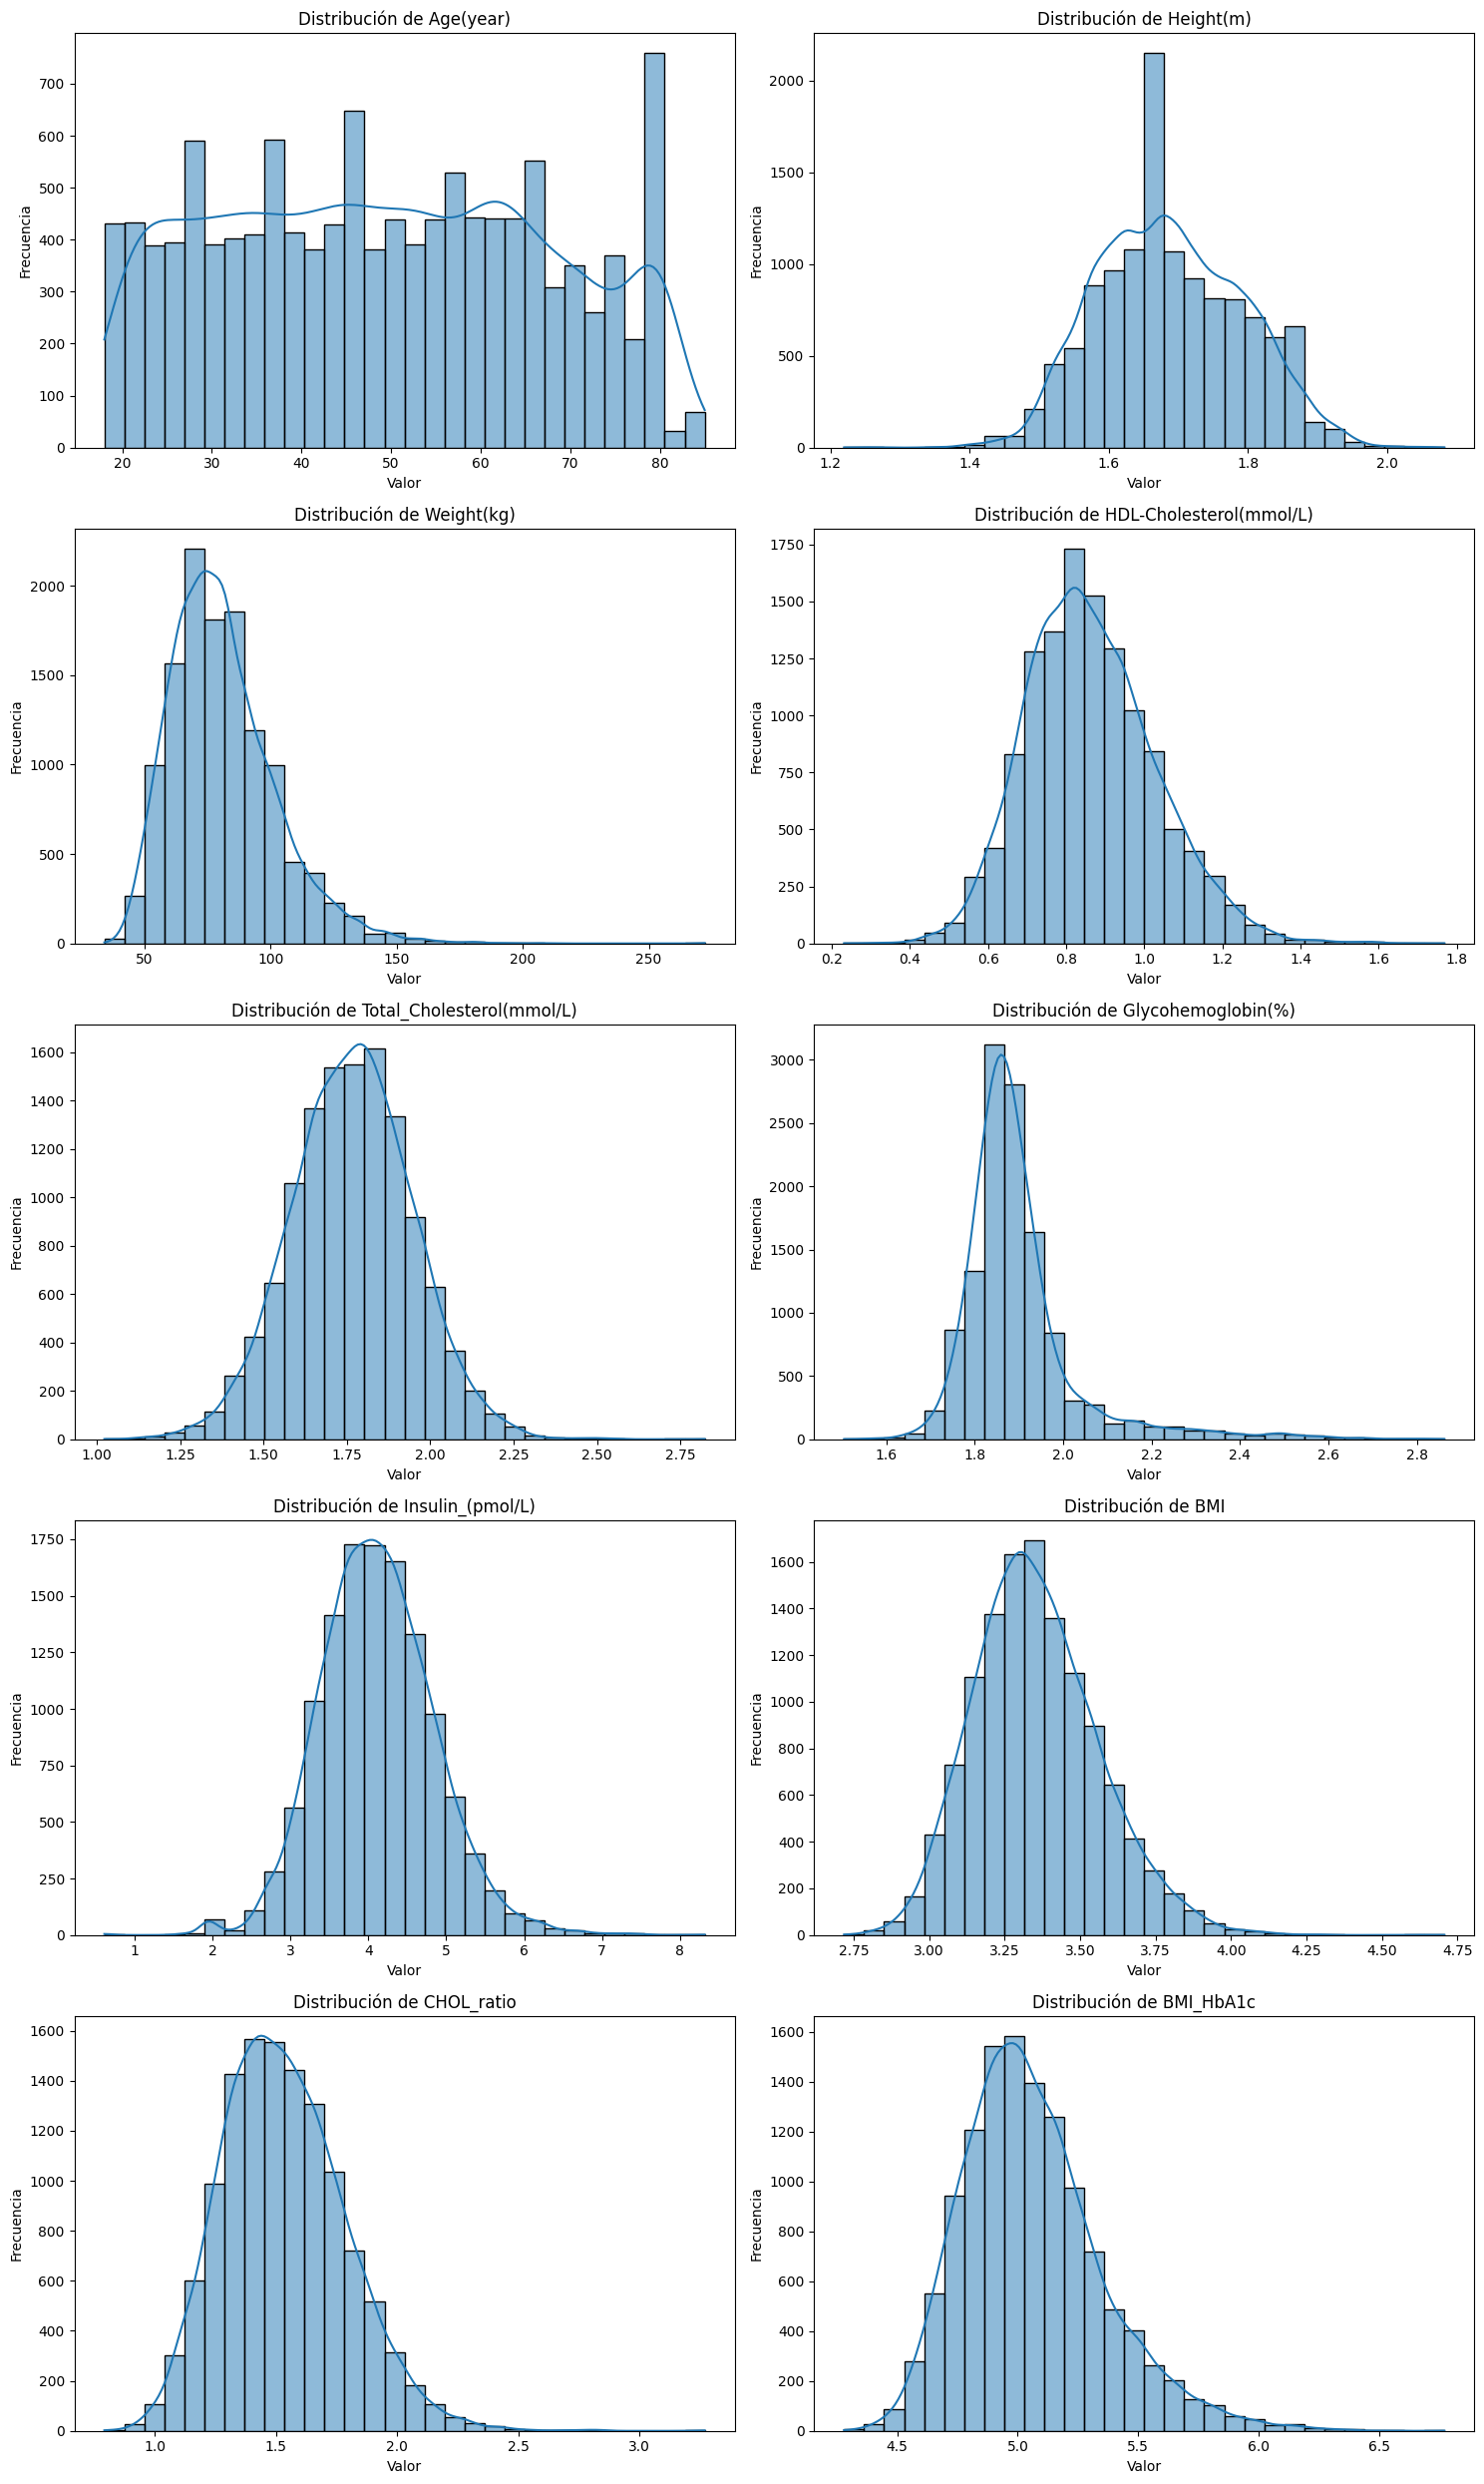 Distribución de Age(year)
Frecuencia
700
600
500
400
300
200
100
0
20 30 40 50 60 70 80
Valor
Distribución de Height(m)
Frecuencia
2000
1500
1000
500
0
1.2 1.4 1.6 1.8 2.0
Valor
Distribución de Weight(kg)
Frecuencia
2000
1500
1000
500
0
50 100 150 200 250
Valor
Distribución de HDL-Cholesterol(mmol/L)
Frecuencia
1750
1500
1250
1000
750
500
250
0
0.2 0.4 0.6 0.8 1.0 1.2 1.4 1.6 1.8
Valor
Distribución de Total_Cholesterol(mmol/L)
Frecuencia
1600
1400
1200
1000
800
600
400
200
0
1.00 1.25 1.50 1.75 2.00 2.25 2.50 2.75
Valor
Distribución de Glycohemoglobin(%)
Frecuencia
3000
2500
2000
1500
1000
500
0
1.6 1.8 2.0 2.2 2.4 2.6 2.8
Valor
Distribución de Insulin_(pmol/L)
Frecuencia
1750
1500
1250
1000
750
500
250
0
1 2 3 4 5 6 7 8
Valor
Distribución de BMI
Frecuencia
1600
1400
1200
1000
800
600
400
200
0
2.75 3.00 3.25 3.50 3.75 4.00 4.25 4.50 4.75
Valor
Distribución de CHOL_ratio
Frecuencia
1600
1400
1200
1000
800
600
400
200
0
1.0 1.5 2.0 2.5 3.0
Valor
Distribución de BMI_HbA1c
Frecuencia
1600
1400
1200
1000
800
600
400
200
0
4.5 5.0 5.5 6.0 6.5
Valor